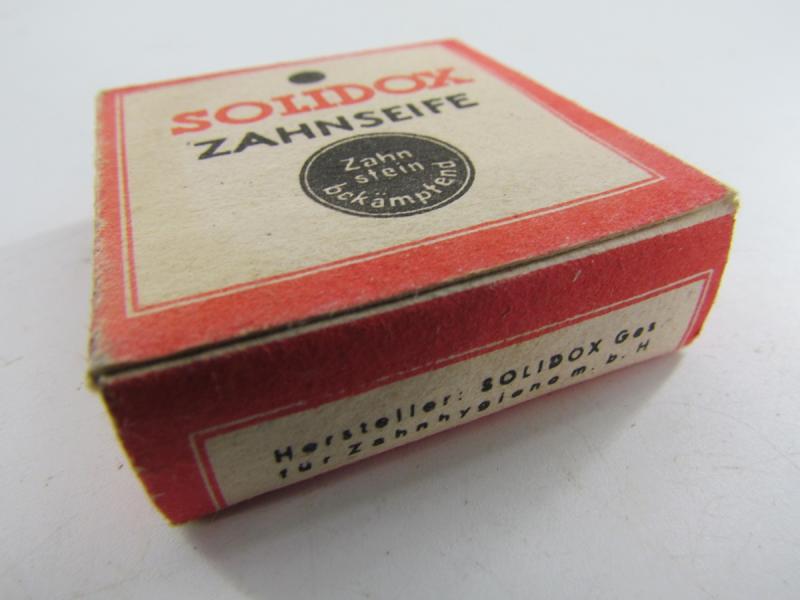 SOLIDOX
ZAHNSEIFE
Zahn
stein
bekämpfend
Hersteller: SOLIDOX Ges.
für Zahnhygiene m. b. H